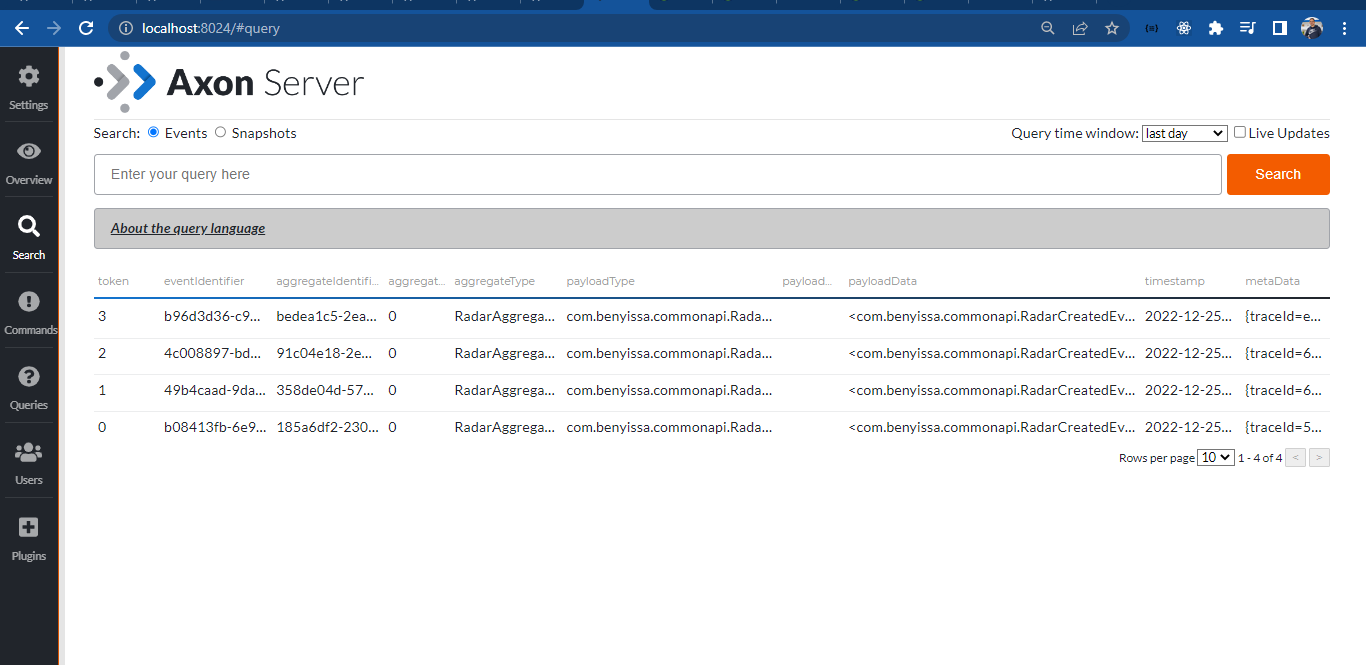 localhost:8024/#query
Axon Server
Settings
Overview
Search
Commands
Queries
Users
Plugins
Search: Events Snapshots
Query time window: last day Live Updates
Enter your query here
Search
About the query language
token eventIdentifier aggregateIdentifi... aggregat... aggregateType payloadType payload... payloadData timestamp metaData
3 b96d3d36-c9... bedea1c5-2ea... 0 RadarAggrega... com.benyissa.commonapi.Rada... <com.benyissa.commonapi.RadarCreatedEv... 2022-12-25... {traceId=e...
2 4c008897-bd... 91c04e18-2e... 0 RadarAggrega... com.benyissa.commonapi.Rada... <com.benyissa.commonapi.RadarCreatedEv... 2022-12-25... {traceId=6...
1 49b4caad-9da... 358de04d-57... 0 RadarAggrega... com.benyissa.commonapi.Rada... <com.benyissa.commonapi.RadarCreatedEv... 2022-12-25... {traceId=6...
0 b08413fb-6e9... 185a6df2-230... 0 RadarAggrega... com.benyissa.commonapi.Rada... <com.benyissa.commonapi.RadarCreatedEv... 2022-12-25... {traceId=5...
Rows per page 10 1 - 4 of 4 < >